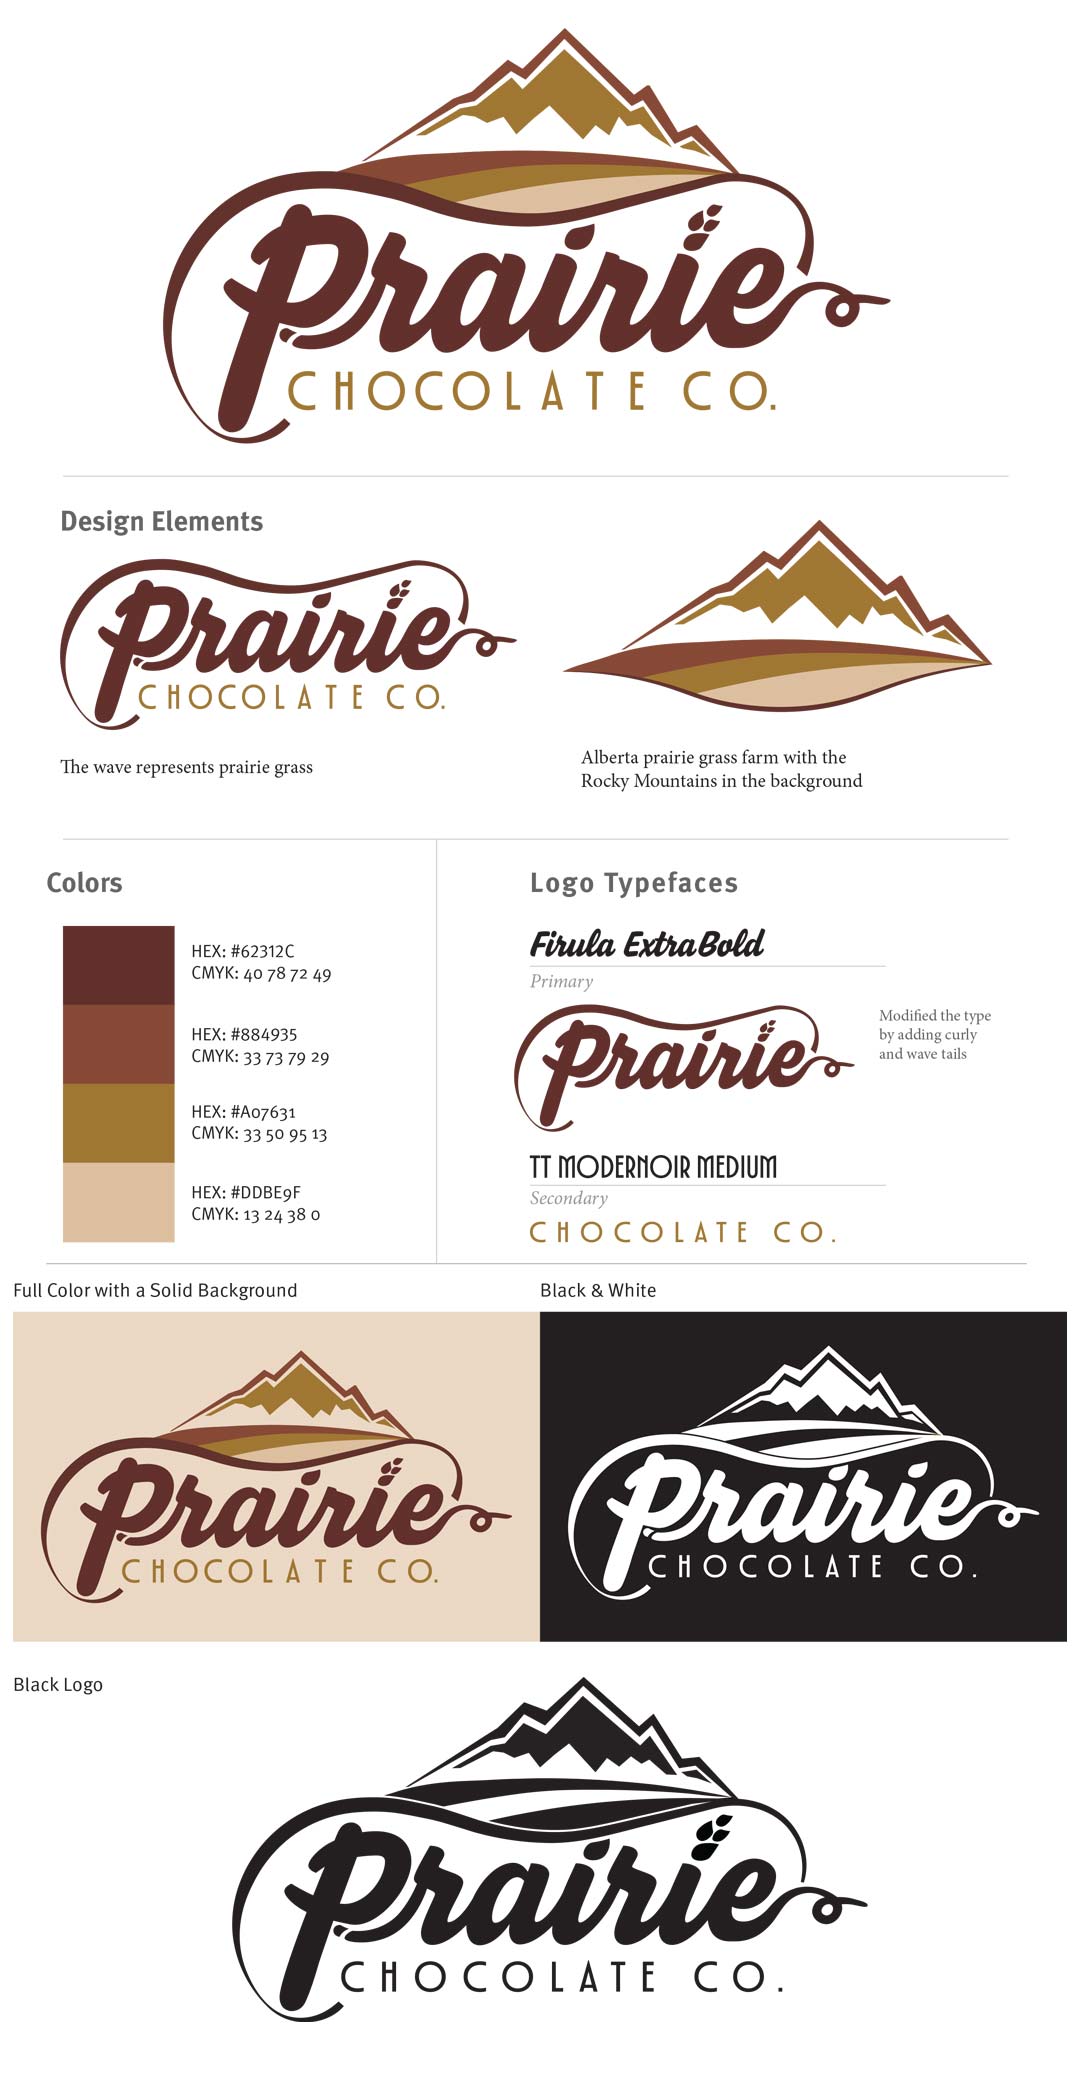 Prairie
CHOCOLATE CO.
Design Elements
Prairie
CHOCOLATE CO.
The wave represents prairie grass
Alberta prairie grass farm with the
Rocky Mountains in the background
Colors
HEX: #62312C
CMYK: 40 78 72 49
HEX: #884935
CMYK: 33 73 79 29
HEX: #A07631
CMYK: 33 50 95 13
HEX: #DDBE9F
CMYK: 13 24 38 0
Logo Typefaces
Firula ExtraBold
Primary
Prairie
Modified the type
by adding curly
and wave tails
TT MODERNOIR MEDIUM
Secondary
CHOCOLATE CO.
Full Color with a Solid Background
Prairie
CHOCOLATE CO.
Black & White
Prairie
CHOCOLATE CO.
Black Logo
Prairie
CHOCOLATE CO.